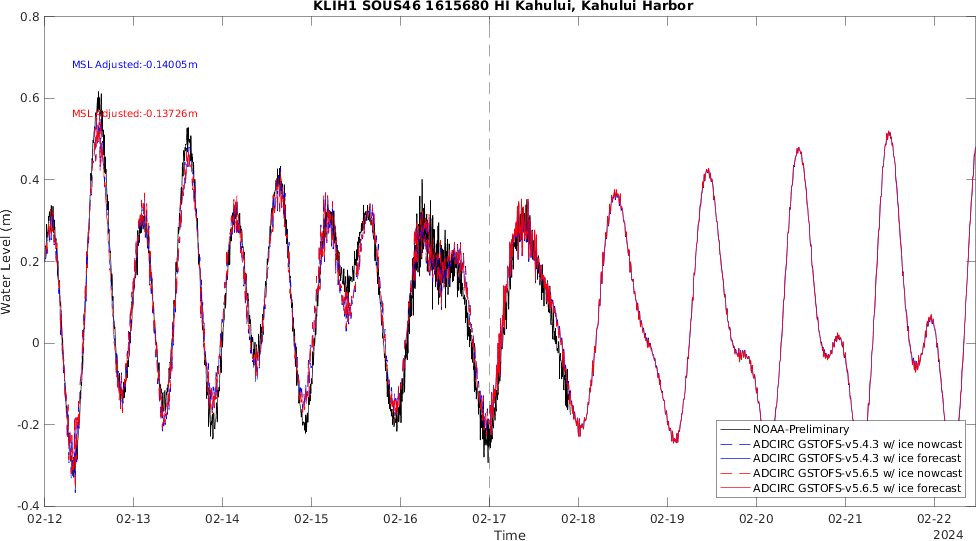 KLIH1 SOUS46 1615680 HI Kahului, Kahului Harbor
0.8
MSL Adjusted:-0.14005m
0.6
MSL Adjusted:-0.13726m
0.4
0.2
Water Level (m)
0
-0.2
-0.4
NOAA-Preliminary
ADCIRC GSTOFS-v5.4.3 w/ ice nowcast
ADCIRC GSTOFS-v5.4.3 w/ ice forecast
ADCIRC GSTOFS-v5.6.5 w/ ice nowcast
ADCIRC GSTOFS-v5.6.5 w/ ice forecast
02-12 02-13 02-14 02-15 02-16 02-17 02-18 02-19 02-20 02-21 02-22
Time
2024